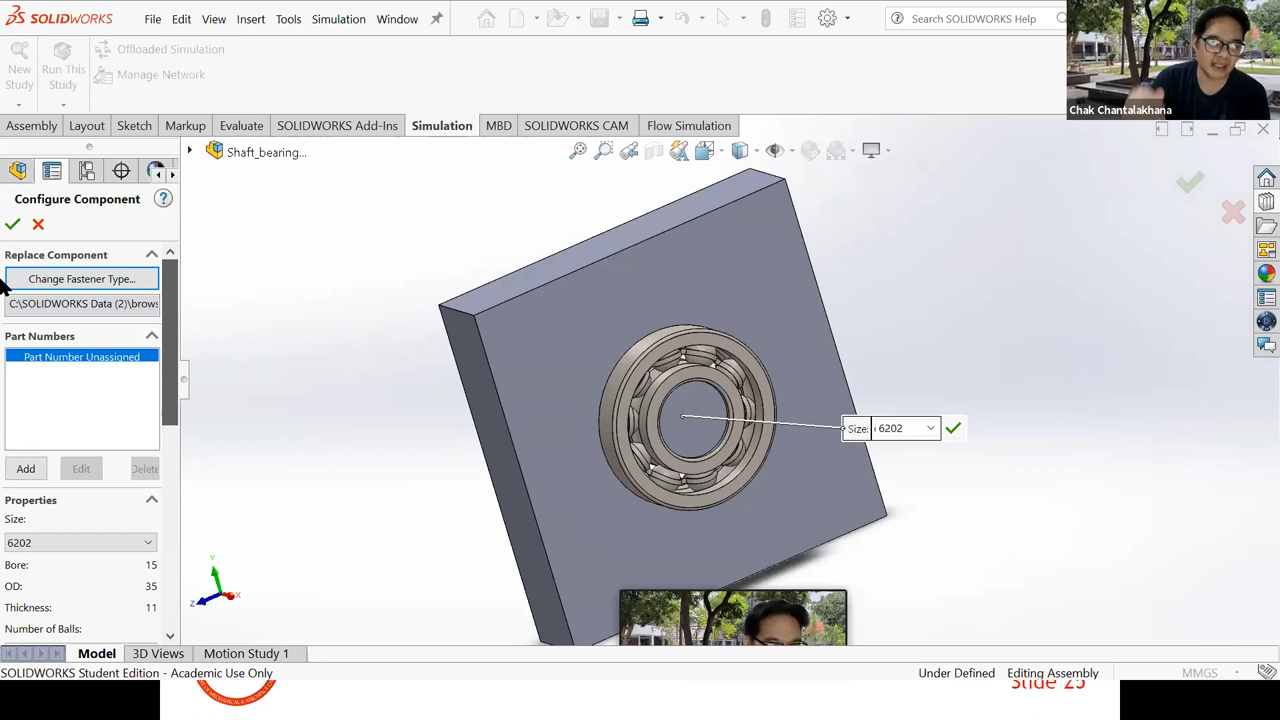 SOLIDWORKS File Edit View Insert Tools Simulation Window Search SOLIDWORKS Help
New Study
Run This Study
Offloaded Simulation
Manage Network
Chak Chantalakhana
Assembly Layout Sketch Markup Evaluate SOLIDWORKS Add-Ins Simulation MBD SOLIDWORKS CAM Flow Simulation
Shaft_bearing...
Configure Component ?
Replace Component
Change Fastener Type...
C:\SOLIDWORKS Data (2)\brows
Part Numbers
Part Number Unassigned
Add Edit Delete
Properties
Size:
6202
Bore: 15
OD: 35
Thickness: 11
Number of Balls:
Size: 6202
Y
Z X
Model 3D Views Motion Study 1
SOLIDWORKS Student Edition - Academic Use Only Under Defined Editing Assembly MMGS
Slide 25